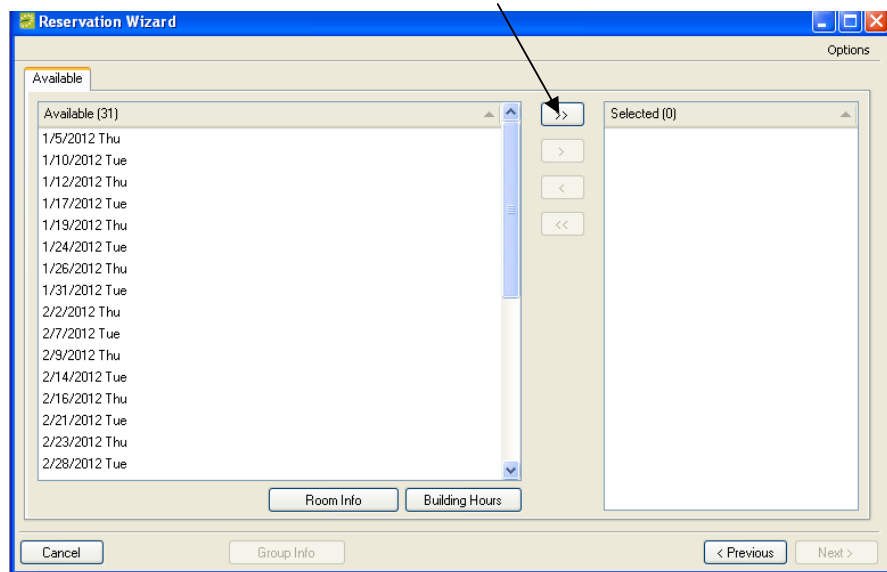 Reservation Wizard
Options
Available
Available (31)
1/5/2012 Thu
1/10/2012 Tue
1/12/2012 Thu
1/17/2012 Tue
1/19/2012 Thu
1/24/2012 Tue
1/26/2012 Thu
1/31/2012 Tue
2/2/2012 Thu
2/7/2012 Tue
2/9/2012 Thu
2/14/2012 Tue
2/16/2012 Thu
2/21/2012 Tue
2/23/2012 Thu
2/28/2012 Tue
>>
>
<
<<
Selected (0)
Room Info
Building Hours
Cancel
Group Info
< Previous
Next >